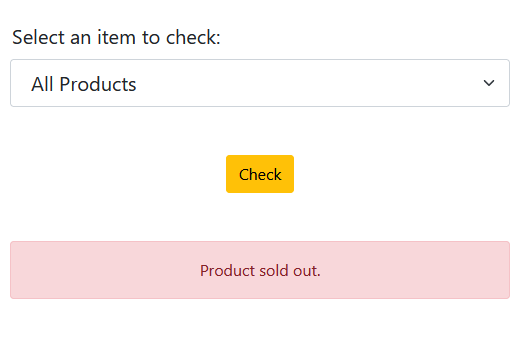 Select an item to check:
All Products
Check
Product sold out.